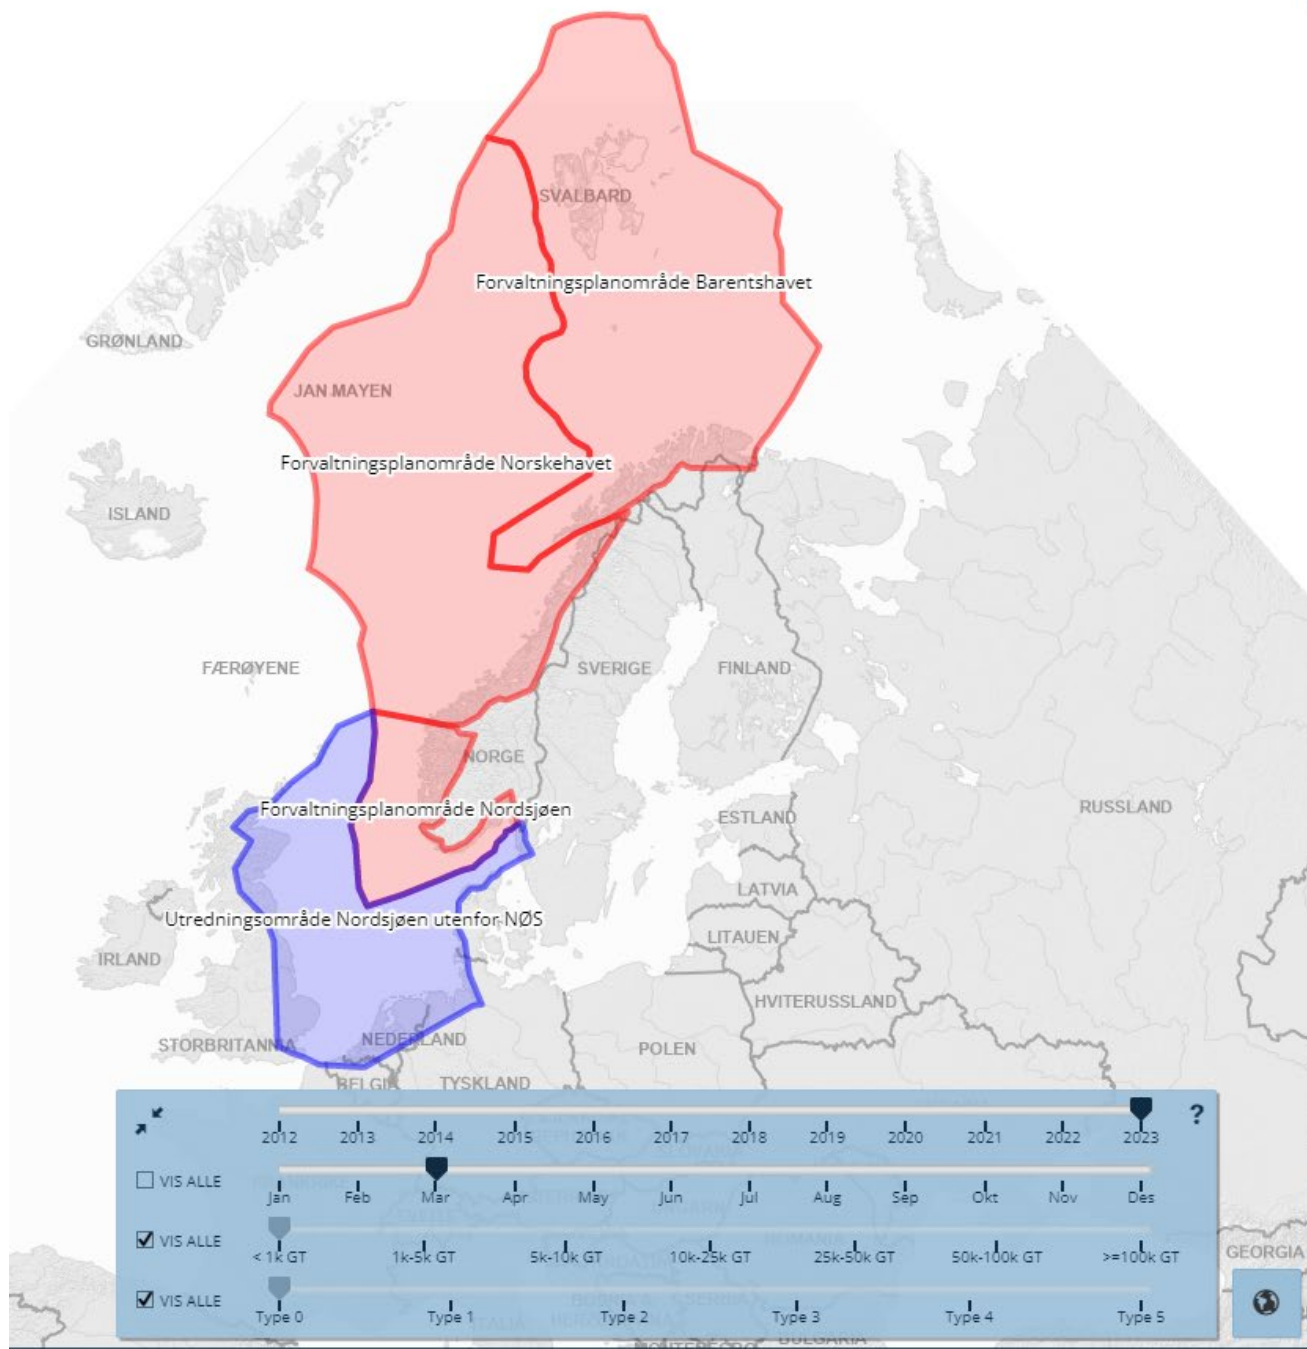 SVALBARD
Forvaltningsplanområde Barentshavet
GRØNLAND
JAN MAYEN
Forvaltningsplanområde Norskehavet
ISLAND
FÆRØYENE
SVERIGE
FINLAND
NORGE
Forvaltningsplanområde Nordsjøen
RUSSLAND
ESTLAND
LATVIA
Utredningsområde Nordsjøen utenfor NØS
LITAUEN
IRLAND
HVITERUSSLAND
STORBRITANNIA
NEDERLAND
POLEN
BELGIA
TYSKLAND
?
2012 2013 2014 2015 2016 2017 2018 2019 2020 2021 2022 2023
VIS ALLE
Jan Feb Mar Apr May Jun Jul Aug Sep Okt Nov Des
VIS ALLE
< 1k GT 1k-5k GT 5k-10k GT 10k-25k GT 25k-50k GT 50k-100k GT >=100k GT
GEORGIA
VIS ALLE
Type 0 Type 1 Type 2 Type 3 Type 4 Type 5
ITALIA
BULGARIA
MONTENEGRO